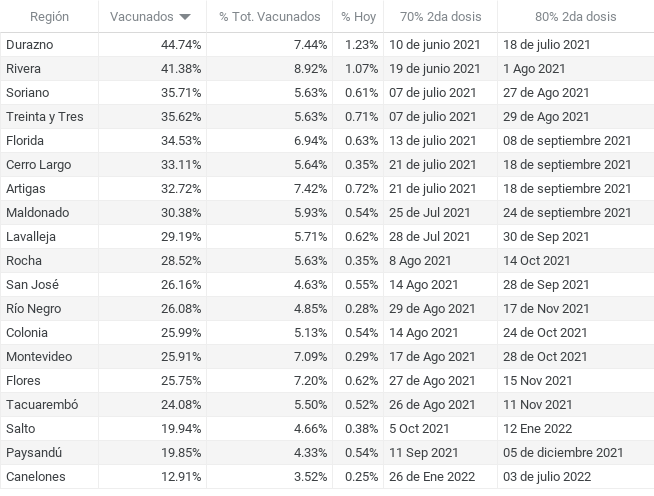 Región Vacunados % Tot. Vacunados % Hoy 70% 2da dosis 80% 2da dosis
Durazno 44.74% 7.44% 1.23% 10 de junio 2021 18 de julio 2021
Rivera 41.38% 8.92% 1.07% 19 de junio 2021 1 Ago 2021
Soriano 35.71% 5.63% 0.61% 07 de julio 2021 27 de Ago 2021
Treinta y Tres 35.62% 5.63% 0.71% 07 de julio 2021 29 de Ago 2021
Florida 34.53% 6.94% 0.63% 13 de julio 2021 08 de septiembre 2021
Cerro Largo 33.11% 5.64% 0.35% 21 de julio 2021 18 de septiembre 2021
Artigas 32.72% 7.42% 0.72% 21 de julio 2021 18 de septiembre 2021
Maldonado 30.38% 5.93% 0.54% 25 de Jul 2021 24 de septiembre 2021
Lavalleja 29.19% 5.71% 0.62% 28 de Jul 2021 30 de Sep 2021
Rocha 28.52% 5.63% 0.35% 8 Ago 2021 14 Oct 2021
San José 26.16% 4.63% 0.55% 14 Ago 2021 28 de Sep 2021
Río Negro 26.08% 4.85% 0.28% 29 de Ago 2021 17 de Nov 2021
Colonia 25.99% 5.13% 0.54% 14 Ago 2021 24 de Oct 2021
Montevideo 25.91% 7.09% 0.29% 17 de Ago 2021 28 de Oct 2021
Flores 25.75% 7.20% 0.62% 27 de Ago 2021 15 Nov 2021
Tacuarembó 24.08% 5.50% 0.52% 26 de Ago 2021 11 Nov 2021
Salto 19.94% 4.66% 0.38% 5 Oct 2021 12 Ene 2022
Paysandú 19.85% 4.33% 0.54% 11 Sep 2021 05 de diciembre 2021
Canelones 12.91% 3.52% 0.25% 26 de Ene 2022 03 de julio 2022